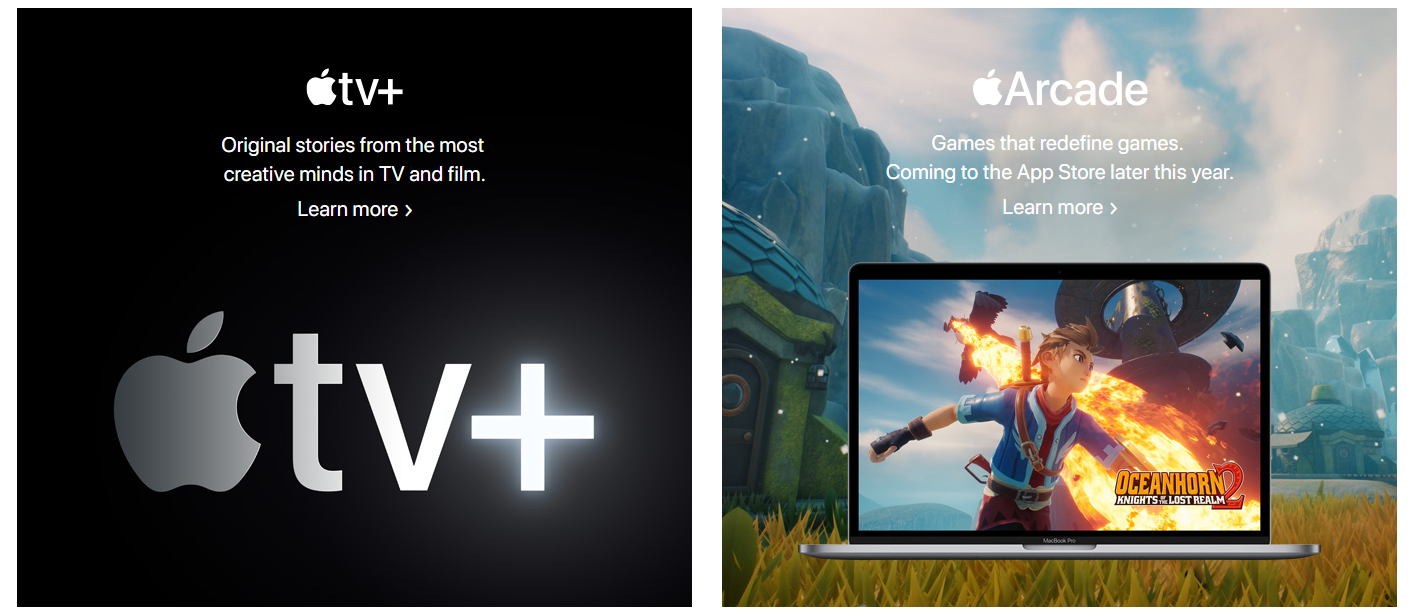 tv+
Original stories from the most
creative minds in TV and film.
Learn more >
tv+
Arcade
Games that redefine games.
Coming to the App Store later this year.
Learn more >
OCEANHORN 2
KNIGHTS OF THE LOST REALM
MacBook Pro